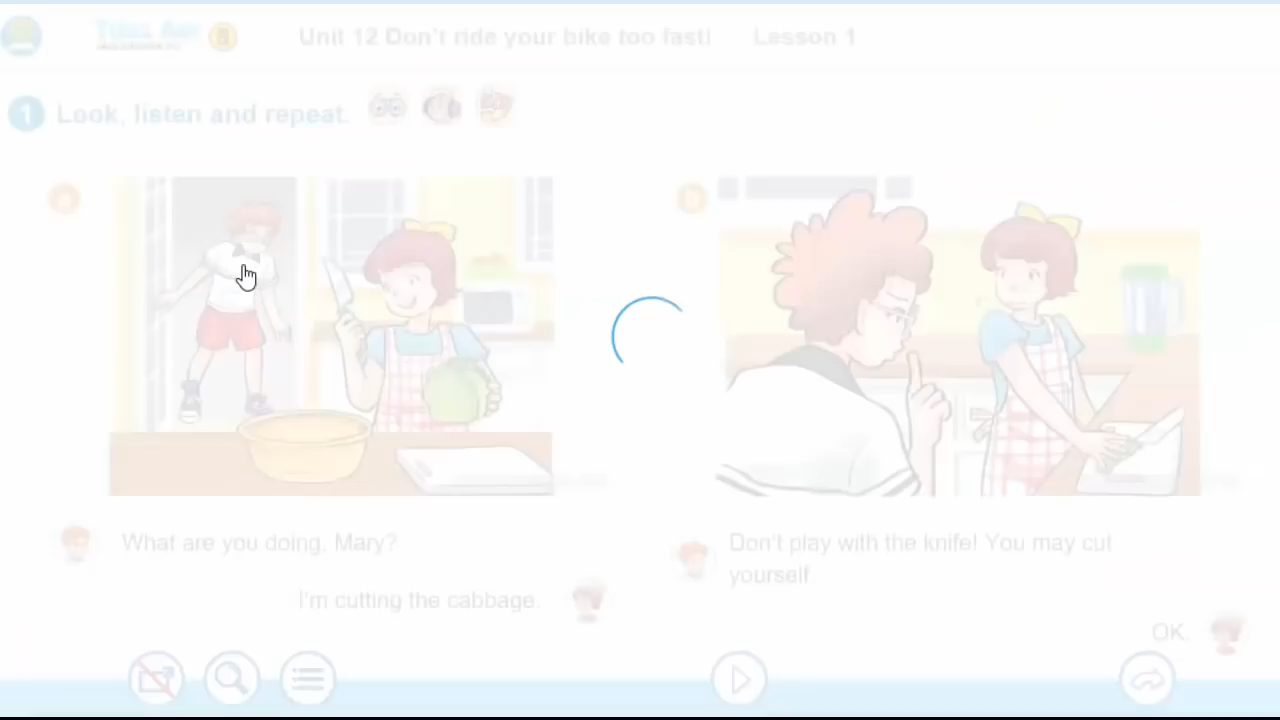 Unit 12 Don't ride your bike too fast! Lesson 1
1 Look, listen and repeat.
a
b
What are you doing, Mary?
I'm cutting the cabbage.
Don't play with the knife! You may cut
yourself
OK.